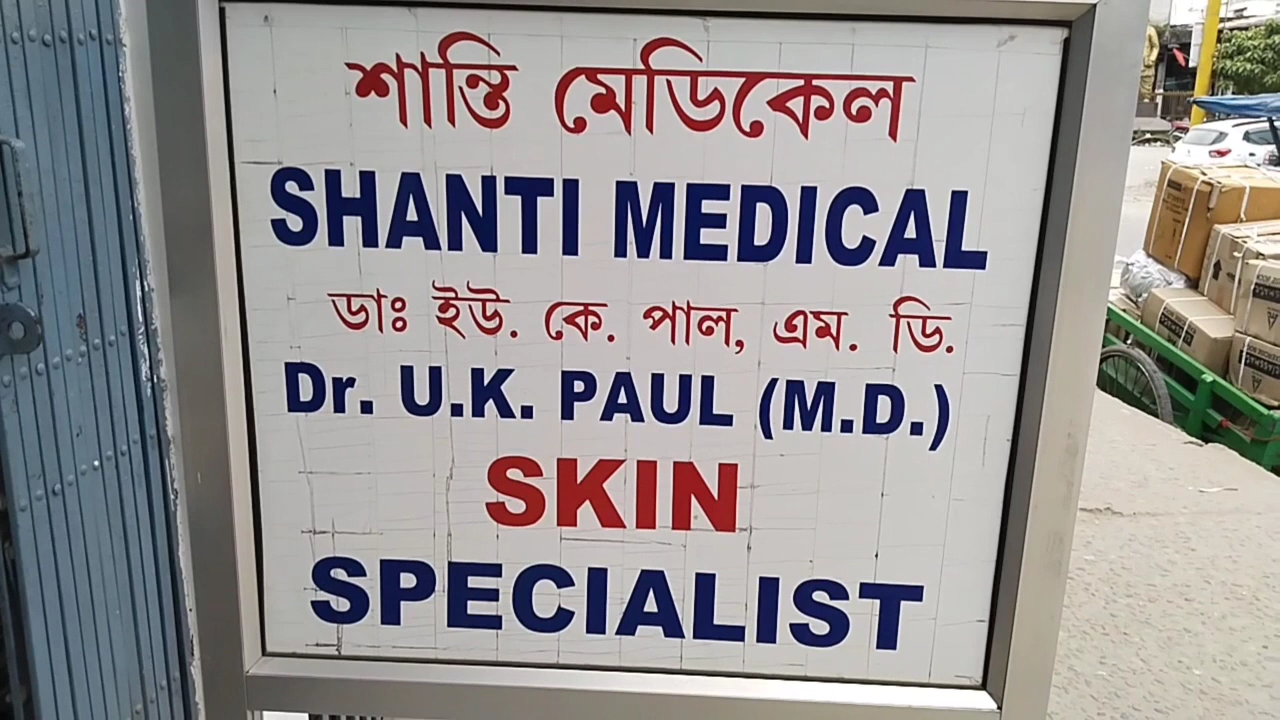 শান্তি মেডিকেল
SHANTI MEDICAL
ডাঃ ইউ. কে. পাল, এম. ডি.
Dr. U.K. PAUL (M.D.)
SKIN
SPECIALIST